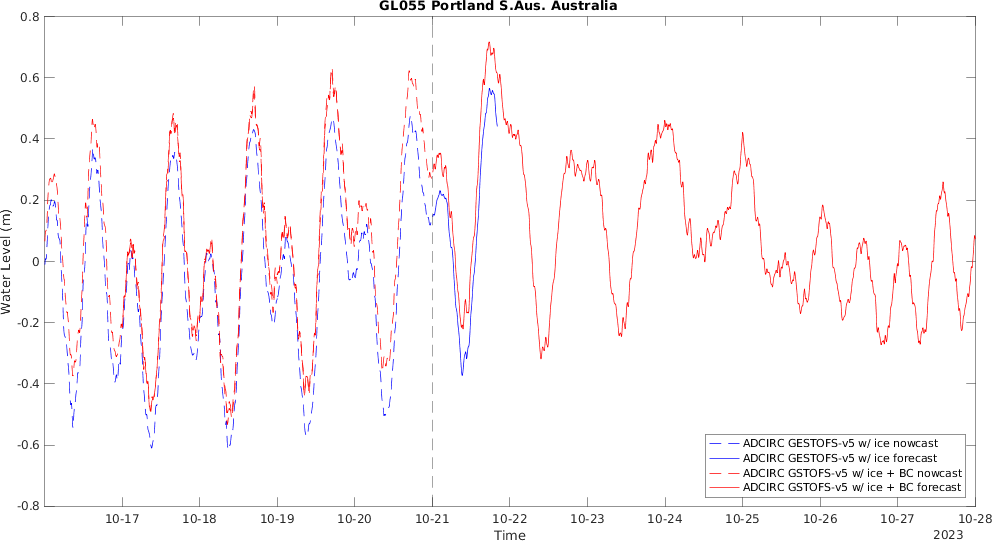 GL055 Portland S.Aus. Australia
0.8
0.6
0.4
0.2
0
-0.2
-0.4
-0.6
-0.8
Water Level (m)
10-17 10-18 10-19 10-20 10-21 10-22 10-23 10-24 10-25 10-26 10-27 10-28
Time
2023
ADCIRC GESTOFS-v5 w/ ice nowcast
ADCIRC GESTOFS-v5 w/ ice forecast
ADCIRC GSTOFS-v5 w/ ice + BC nowcast
ADCIRC GSTOFS-v5 w/ ice + BC forecast